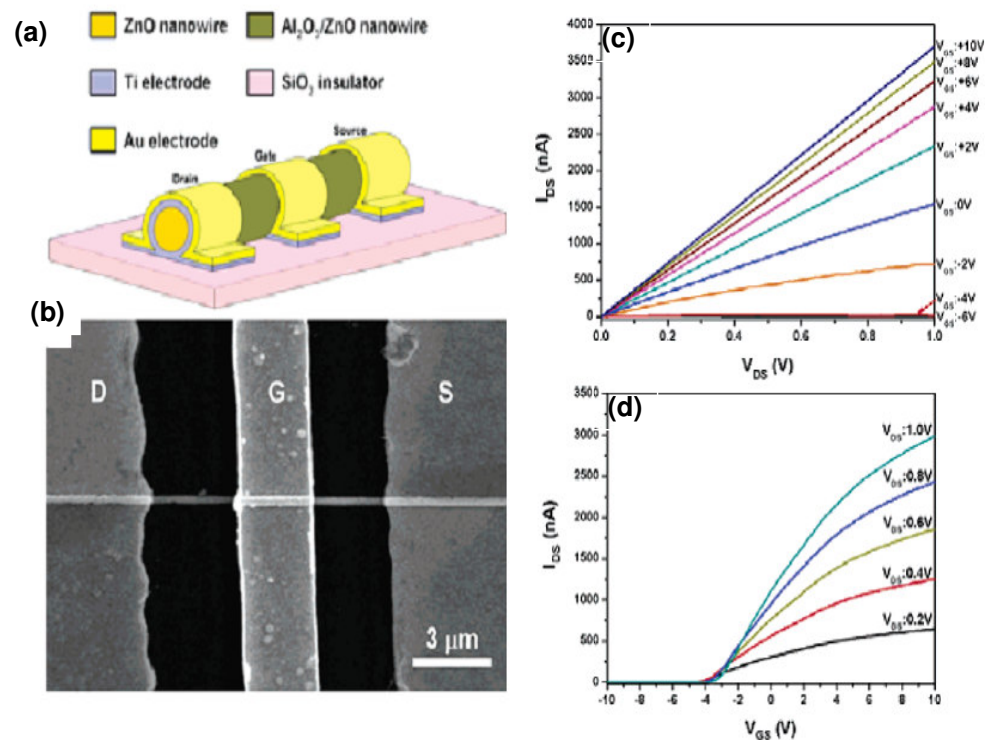 (a)
ZnO nanowire
Al2O3/ZnO nanowire
Ti electrode
SiO2 insulator
Au electrode
Drain
Gate
Source
(b)
D
G
S
3 μm
(c)
4000
3500
3000
2500
2000
1500
1000
500
0
IDS (nA)
0.0 0.2 0.4 0.6 0.8 1.0
VDS (V)
VGS:+10V
VGS:+8V
VGS:+6V
VGS:+4V
VGS:+2V
VGS:0V
VGS:-2V
VGS:-4V
VGS:-6V
(d)
3500
3000
2500
2000
1500
1000
500
0
IDS (nA)
-10 -8 -6 -4 -2 0 2 4 6 8 10
VGS (V)
VDS:1.0V
VDS:0.8V
VDS:0.6V
VDS:0.4V
VDS:0.2V